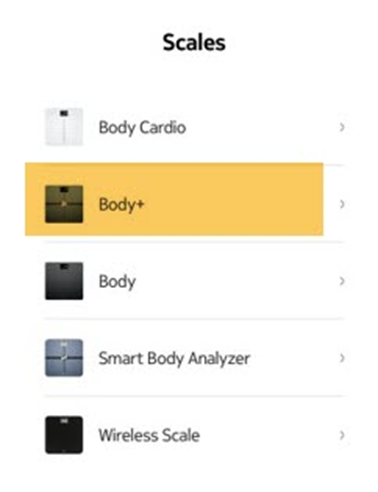 Scales
Body Cardio
Body+
Body
Smart Body Analyzer
Wireless Scale